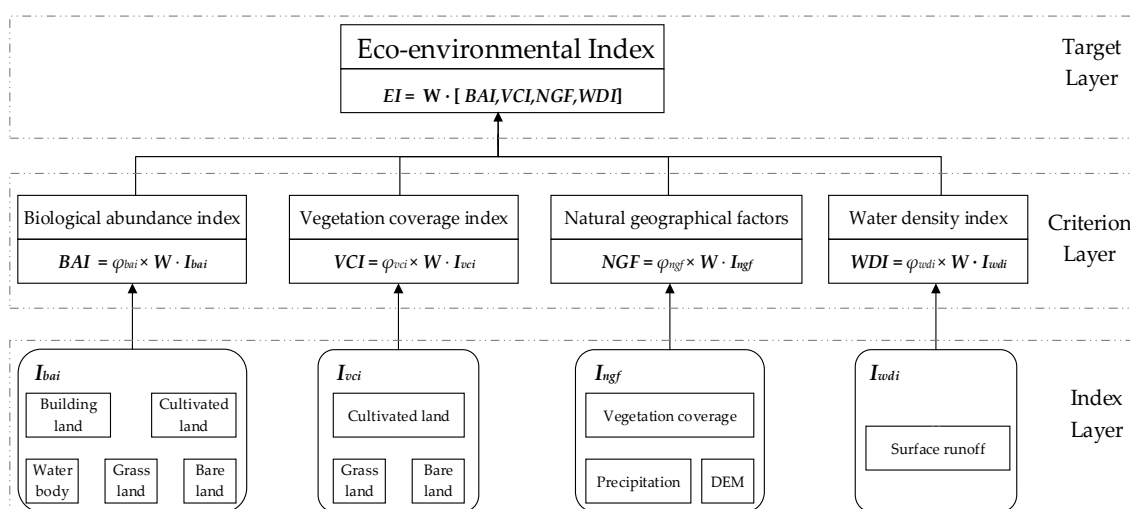 Eco-environmental Index
EI = W · [ BAI,VCI,NGF,WDI]
Target
Layer
Biological abundance index
BAI = φbai × W · Ibai
Vegetation coverage index
VCI = φvci × W · Ivci
Natural geographical factors
NGF = φngf × W · Ingf
Water density index
WDI = φwdi × W · Iwdi
Criterion
Layer
Ibai
Building
land
Cultivated
land
Water
body
Grass
land
Bare
land
Ivci
Cultivated land
Grass
land
Bare
land
Ingf
Vegetation coverage
Precipitation
DEM
Iwdi
Surface runoff
Index
Layer